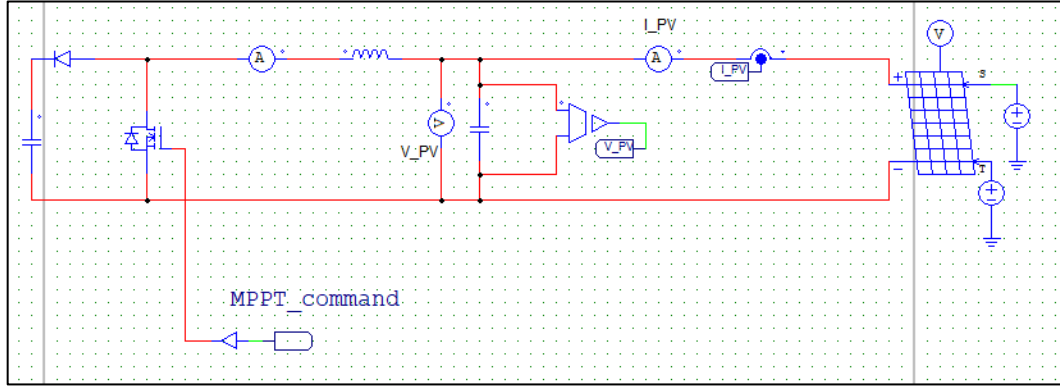 I_PV
V
A
A
I_PV
+
S
V
V_PV
V_PV
T
-
MPPT_command